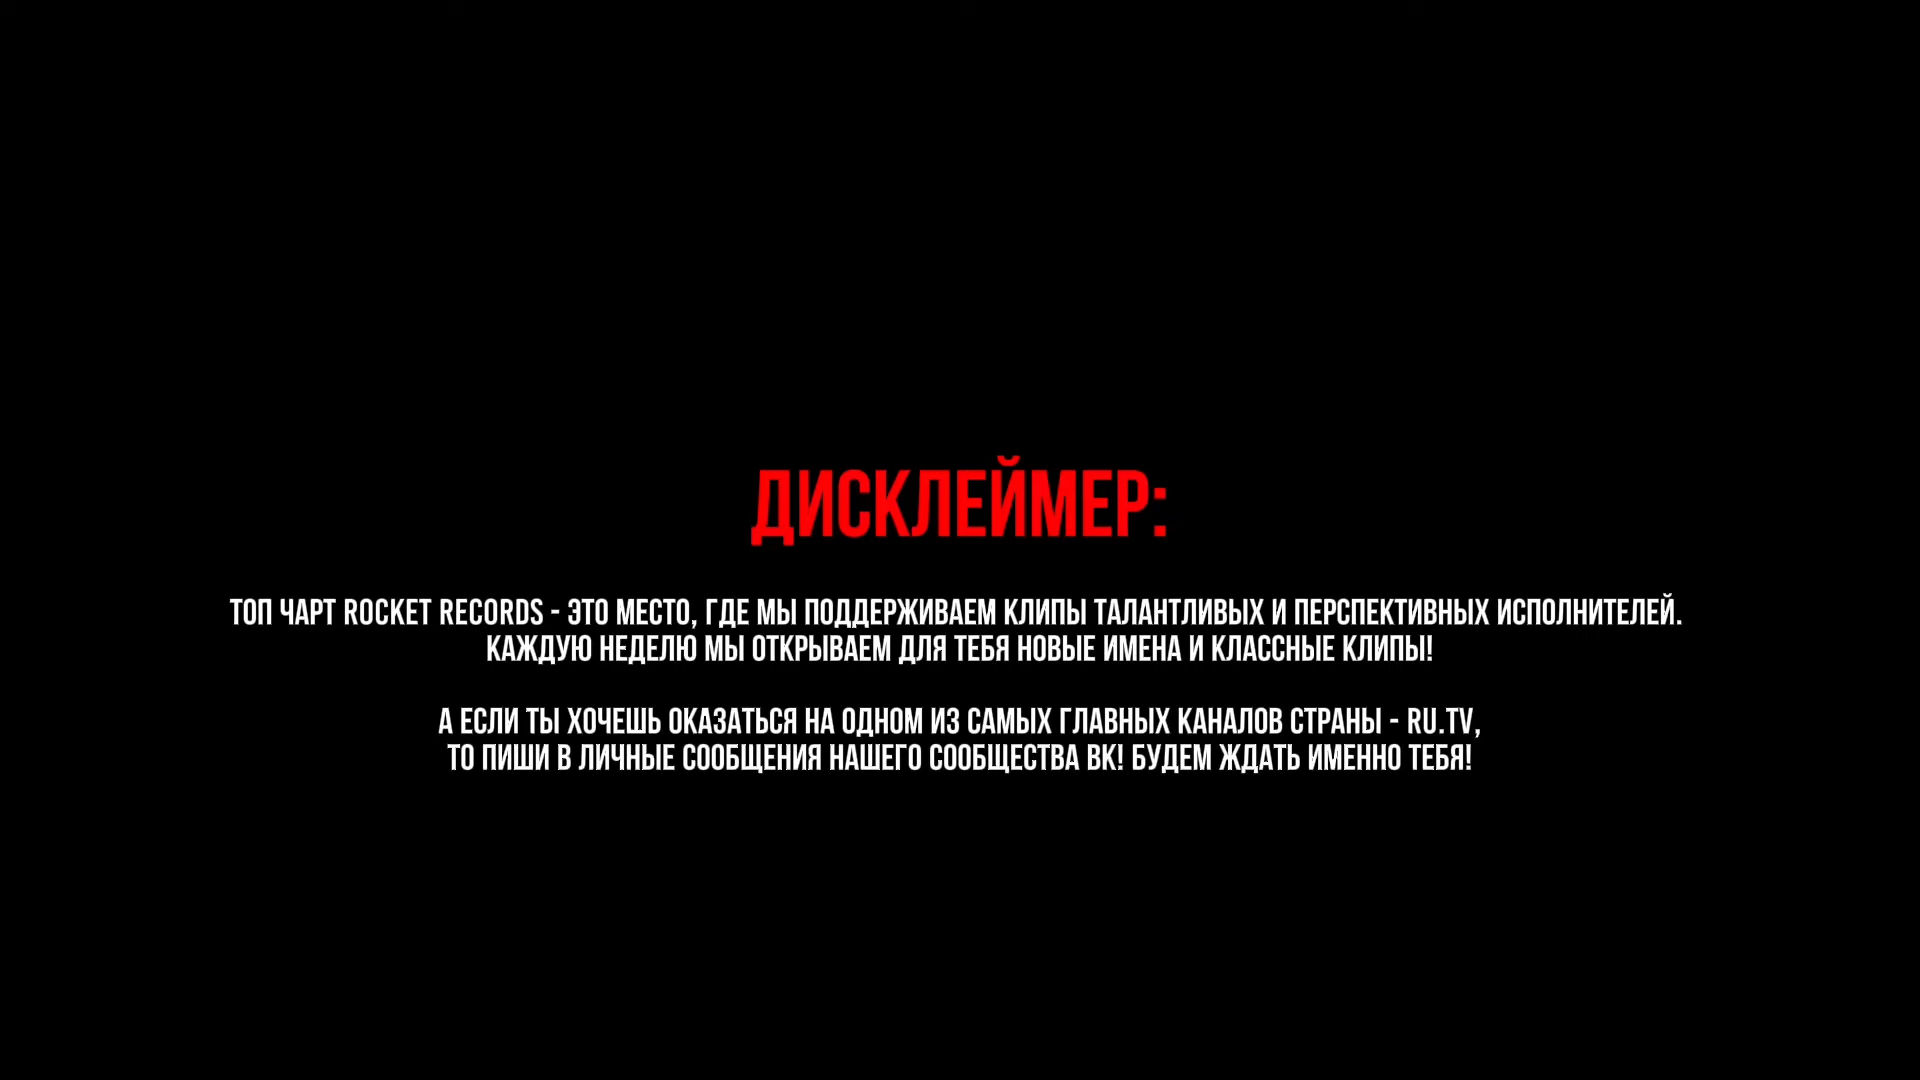 ДИСКЛЕЙМЕР:
ТОП ЧАРТ ROCKET RECORDS - ЭТО МЕСТО, ГДЕ МЫ ПОДДЕРЖИВАЕМ КЛИПЫ ТАЛАНТЛИВЫХ И ПЕРСПЕКТИВНЫХ ИСПОЛНИТЕЛЕЙ.
КАЖДУЮ НЕДЕЛЮ МЫ ОТКРЫВАЕМ ДЛЯ ТЕБЯ НОВЫЕ ИМЕНА И КЛАССНЫЕ КЛИПЫ!
А ЕСЛИ ТЫ ХОЧЕШЬ ОКАЗАТЬСЯ НА ОДНОМ ИЗ САМЫХ ГЛАВНЫХ КАНАЛОВ СТРАНЫ - RU.TV,
ТО ПИШИ В ЛИЧНЫЕ СООБЩЕНИЯ НАШЕГО СООБЩЕСТВА ВК! БУДЕМ ЖДАТЬ ИМЕННО ТЕБЯ!